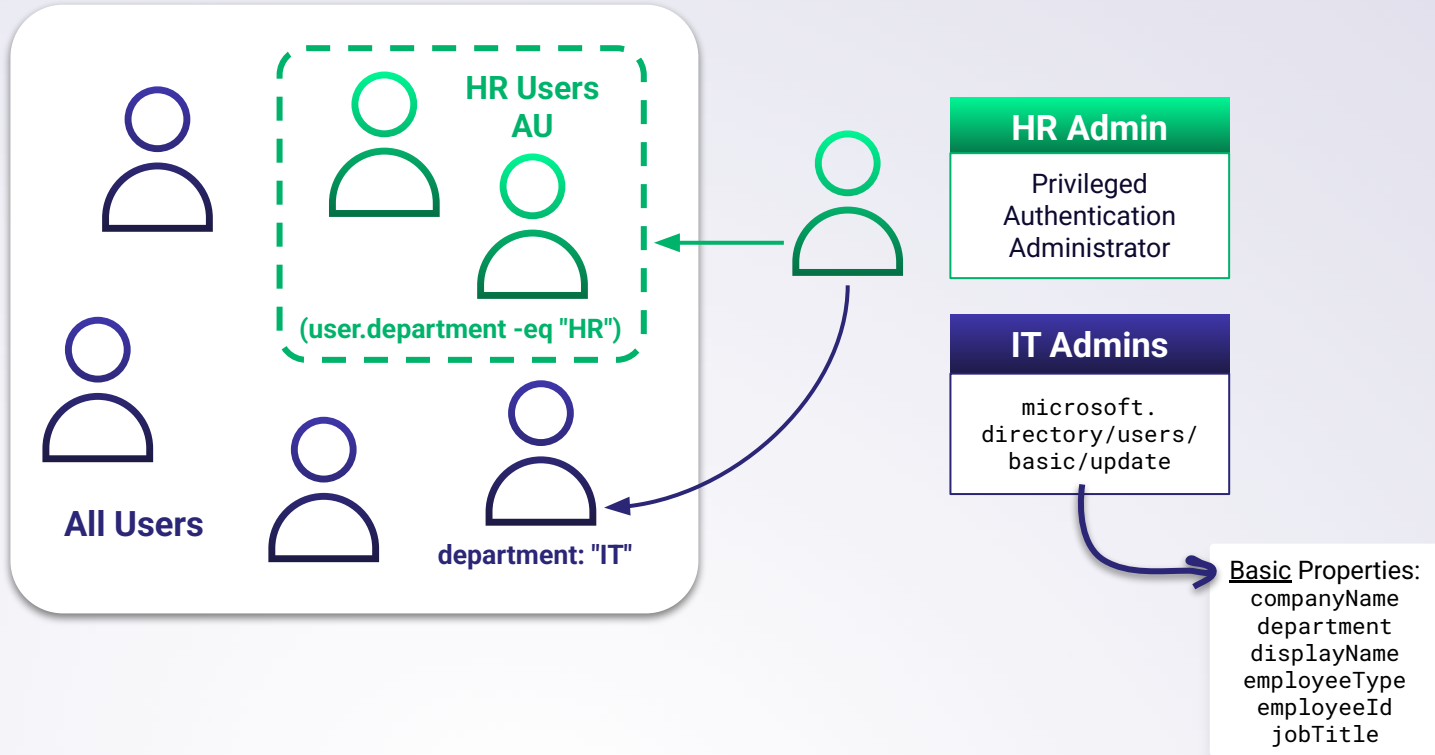 HR Users
AU
(user.department -eq "HR")
All Users
department: "IT"
HR Admin
Privileged
Authentication
Administrator
IT Admins
microsoft.
directory/users/
basic/update
Basic Properties:
companyName
department
displayName
employeeType
employeeId
jobTitle